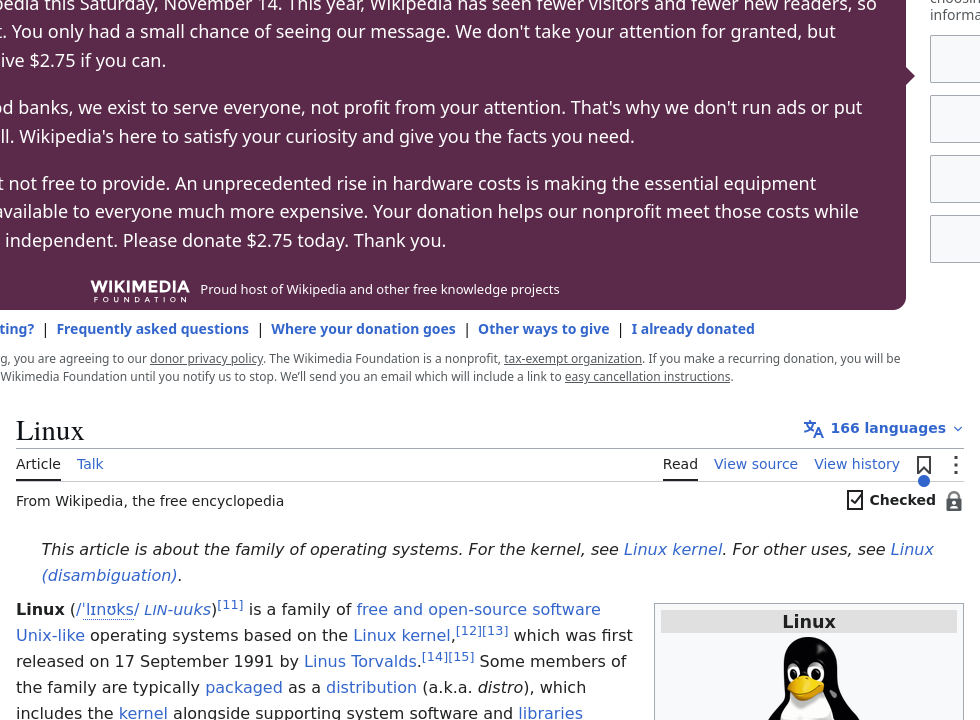 pedia this Saturday, November 14. This year, Wikipedia has seen fewer visitors and fewer new readers, so
t. You only had a small chance of seeing our message. We don't take your attention for granted, but
ive $2.75 if you can.
od banks, we exist to serve everyone, not profit from your attention. That's why we don't run ads or put
ll. Wikipedia's here to satisfy your curiosity and give you the facts you need.
t not free to provide. An unprecedented rise in hardware costs is making the essential equipment
available to everyone much more expensive. Your donation helps our nonprofit meet those costs while
independent. Please donate $2.75 today. Thank you.
WIKIMEDIA
FOUNDATION
Proud host of Wikipedia and other free knowledge projects
informa
ting? | Frequently asked questions | Where your donation goes | Other ways to give | I already donated
g, you are agreeing to our donor privacy policy. The Wikimedia Foundation is a nonprofit, tax-exempt organization. If you make a recurring donation, you will be
Wikimedia Foundation until you notify us to stop. We'll send you an email which will include a link to easy cancellation instructions.
Linux
166 languages
Article Talk
Read View source View history
From Wikipedia, the free encyclopedia
Checked
This article is about the family of operating systems. For the kernel, see Linux kernel. For other uses, see Linux
(disambiguation).
Linux (/ˈlɪnʊks/ LIN-uuks)[11] is a family of free and open-source software
Unix-like operating systems based on the Linux kernel,[12][13] which was first
released on 17 September 1991 by Linus Torvalds.[14][15] Some members of
the family are typically packaged as a distribution (a.k.a. distro), which
includes the kernel alongside supporting system software and libraries
Linux